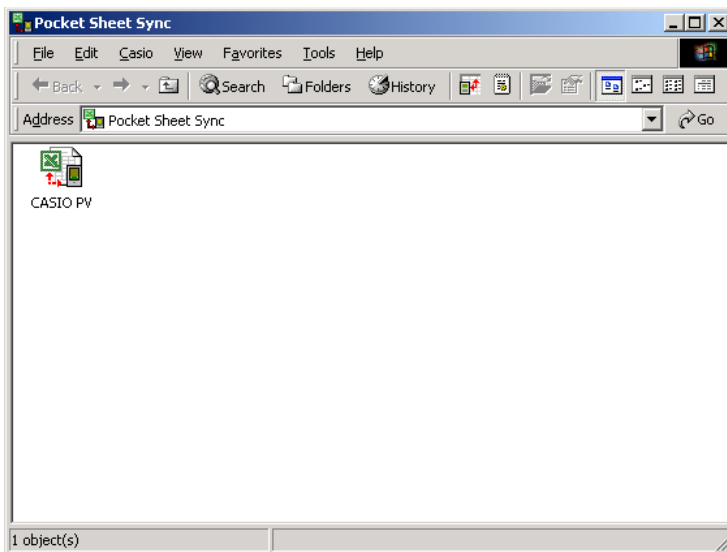 Pocket Sheet Sync
File Edit Casio View Favorites Tools Help
Back Search Folders History
Address Pocket Sheet Sync Go
CASIO PV
1 object(s)